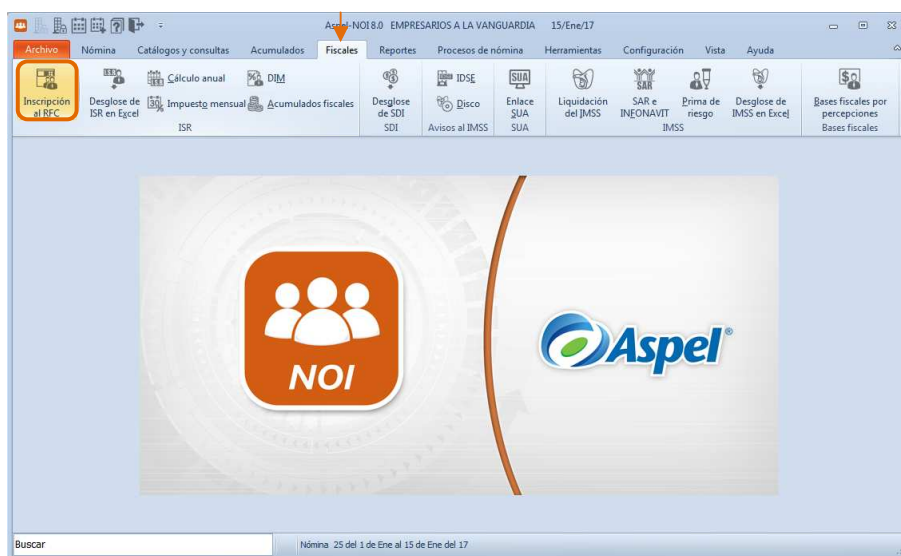 Aspel-NOI 8.0 EMPRESARIOS A LA VANGUARDIA 15/Ene/17
Archivo Nómina Catálogos y consultas Acumulados Fiscales Reportes Procesos de nómina Herramientas Configuración Vista Ayuda
Inscripción
al RFC
Desglose de
ISR en Excel
Cálculo anual
Impuesto mensual
DIM
Acumulados fiscales
ISR
Desglose
de SDI
SDI
IDSE
Disco
Avisos al IMSS
SUA
Enlace
SUA
SUA
Liquidación
del IMSS
SAR
SAR e
INFONAVIT
Prima de
riesgo
Desglose de
IMSS en Excel
IMSS
Bases fiscales por
percepciones
Bases fiscales
NOI
Aspel®
Buscar
Nómina 25 del 1 de Ene al 15 de Ene del 17